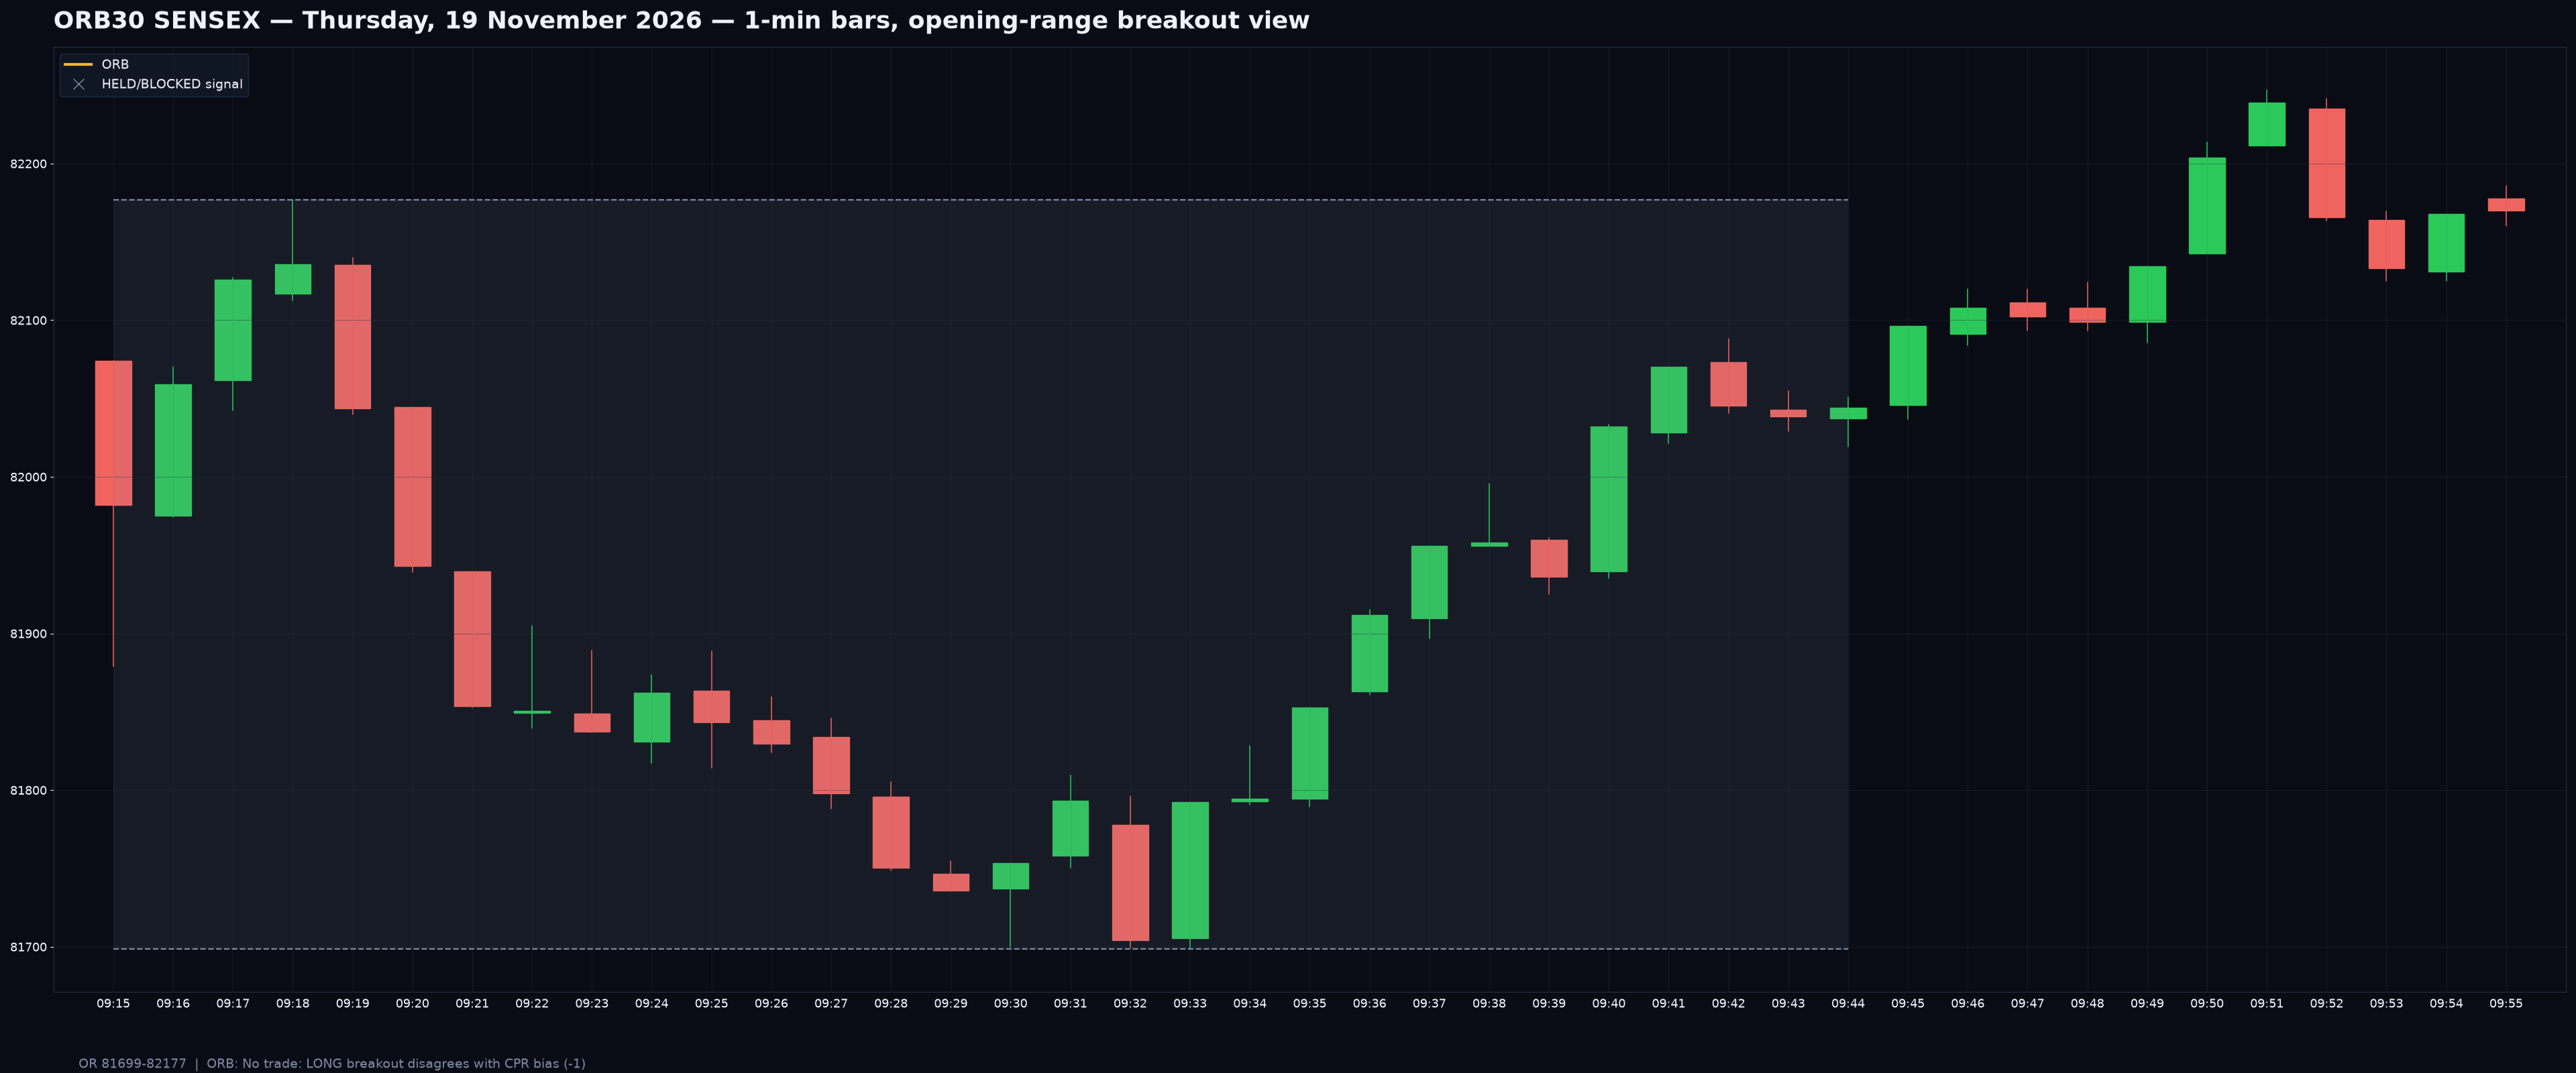 ORB30 SENSEX — Thursday, 19 November 2026 — 1-min bars, opening-range breakout view
ORB
HELD/BLOCKED signal
82200
82100
82000
81900
81800
81700
09:15 09:16 09:17 09:18 09:19 09:20 09:21 09:22 09:23 09:24 09:25 09:26 09:27 09:28 09:29 09:30 09:31 09:32 09:33 09:34 09:35 09:36 09:37 09:38 09:39 09:40 09:41 09:42 09:43 09:44 09:45 09:46 09:47 09:48 09:49 09:50 09:51 09:52 09:53 09:54 09:55
OR 81699-82177 | ORB: No trade: LONG breakout disagrees with CPR bias (-1)